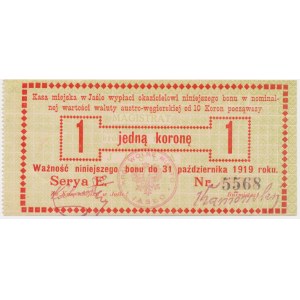 Kasa miejska w Jaśle wypłaci okazicielowi niniejszego bonu w nominal-
nej wartości waluty austro-węgierskiej od 10 Koron począwszy
MAGISTRAT
1 jedną koronę 1
Ważność niniejszego bonu do 31 października 1919 roku.
Serya E. Nr. 5568